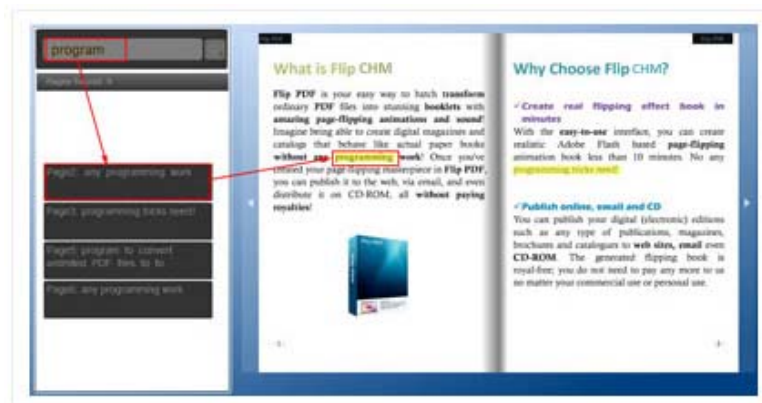 program
Page2: any programming work
Page3: programming ticks need!
Page5: program to convert
PDF files to
Page6: any programming work
What is Flip CHM
Flip PDF is your easy way to batch transform
ordinary PDF files into stunning booklets with
amazing page-flipping animations and sound!
Imagine being able to create digital magazines and
catalogs that behave like actual paper books
without any programming work! Once you've
created your page-flipping masterpiece in Flip PDF,
you can publish it to the web, via email, and even
distribute it on CD-ROM, all without paying
royalties!
Why Choose Flip CHM?
✓Create real flipping effect book in
minutes
With the easy-to-use interface, you can create
realistic Adobe Flash based page-flipping
animation book less than 10 minutes. No any
programming ticks need!
✓Publish online, email and CD
You can publish your digital (electronic) editions
such as any type of publications, magazines,
brochures and catalogues to web sites, email even
CD-ROM. The generated flipping book is
royal-free; you do not need to pay any more to us
no matter your commercial use or personal use.